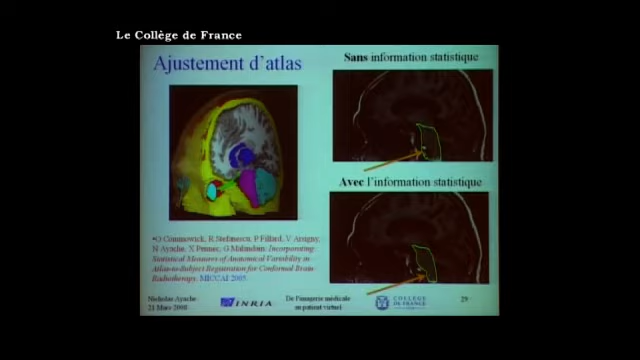 Le Collège de France
Ajustement d'atlas
Sans information statistique
Avec l'information statistique
•O Commowick, R Stefanescu, P Fillard, V Arsigny,
N Ayache, X Pennec, G Malandain. Incorporating
Statistical Measures of Anatomical Variability in
Atlas-to-Subject Registration for Conformal Brain
Radiotherapy. MICCAI 2005.
Nicholas Ayache
21 Mars 2008
INRIA
De l'imagerie médicale
au patient virtuel
COLLEGE
DE FRANCE
29